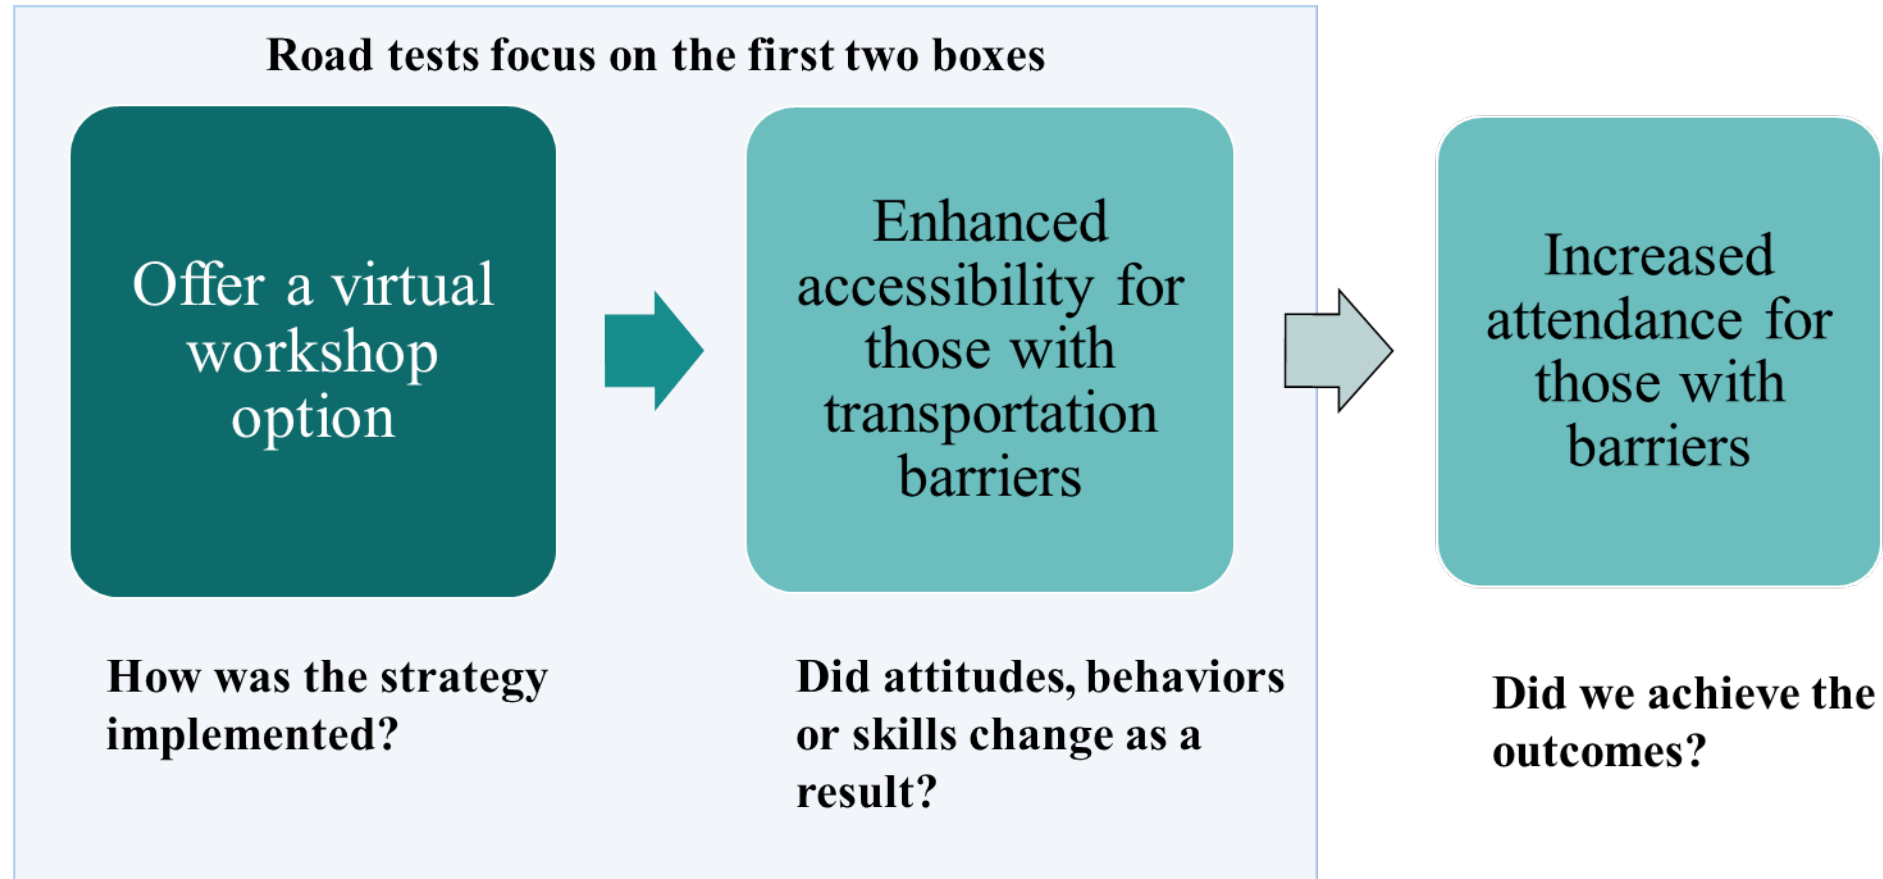 Road tests focus on the first two boxes
Offer a virtual
workshop
option
Enhanced
accessibility for
those with
transportation
barriers
Increased
attendance for
those with
barriers
How was the strategy
implemented?
Did attitudes, behaviors
or skills change as a
result?
Did we achieve the
outcomes?